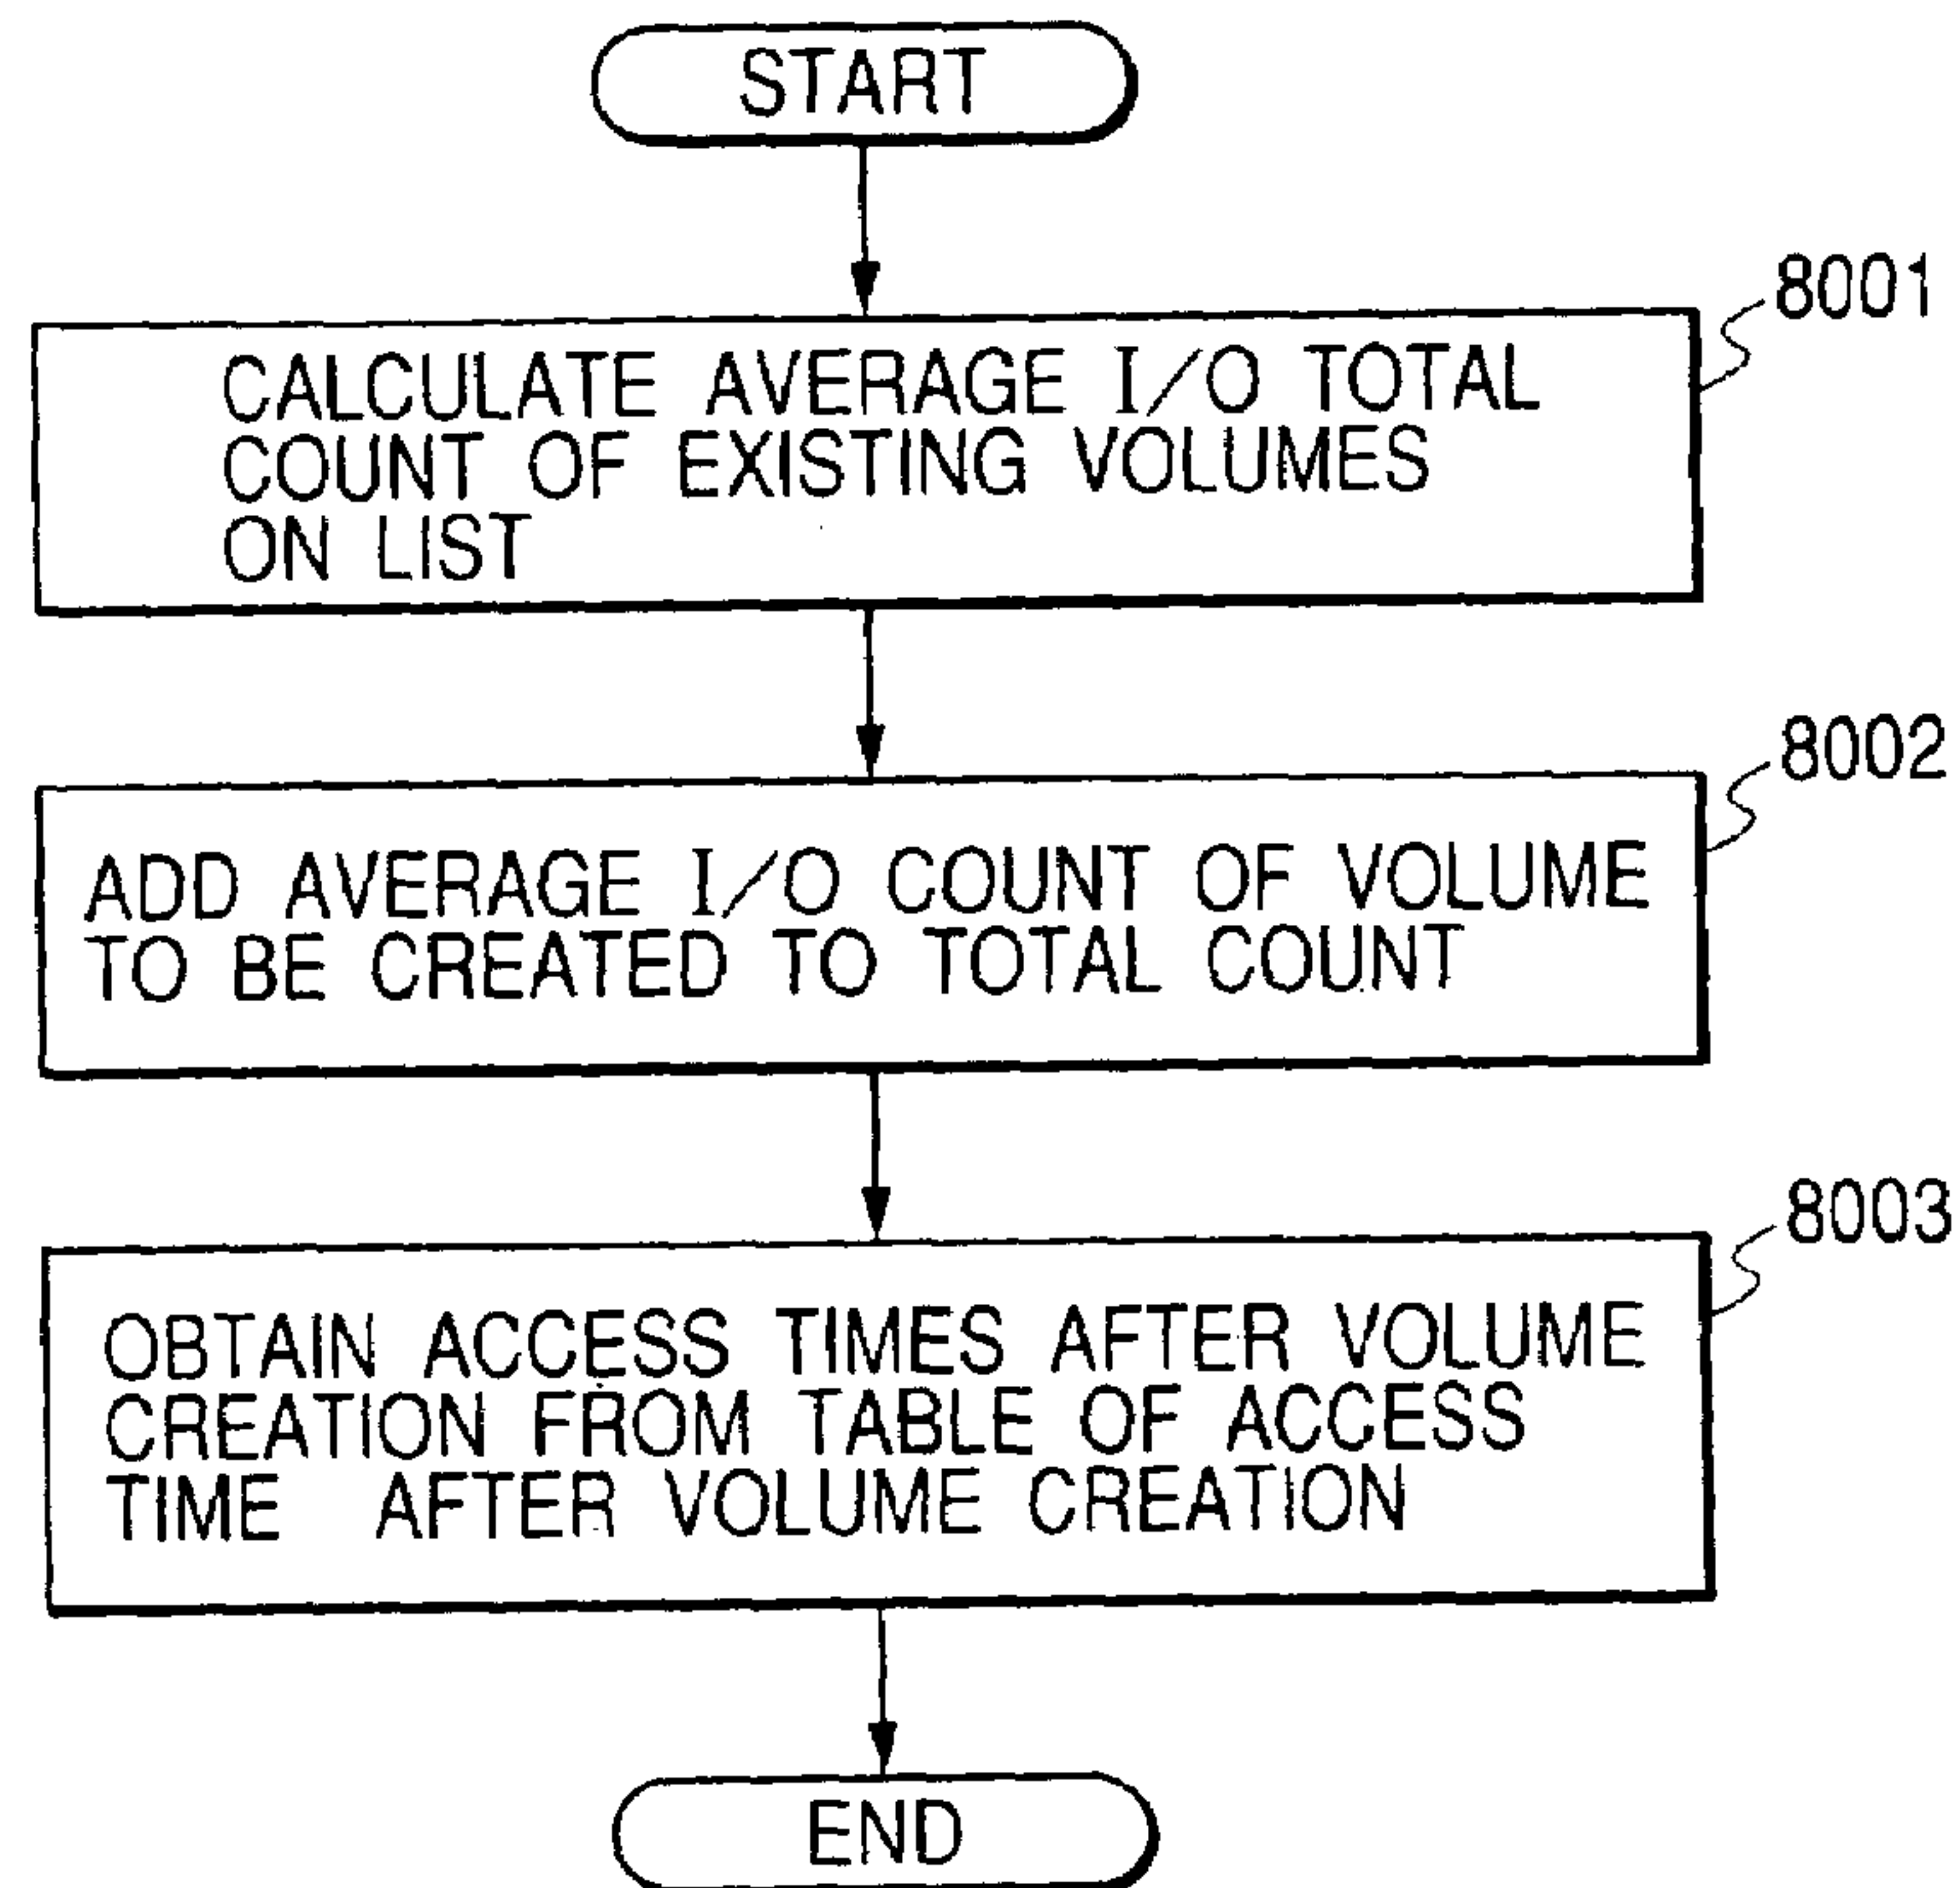 START
8001
CALCULATE AVERAGE I/O TOTAL
COUNT OF EXISTING VOLUMES
ON LIST
8002
ADD AVERAGE I/O COUNT OF VOLUME
TO BE CREATED TO TOTAL COUNT
8003
OBTAIN ACCESS TIMES AFTER VOLUME
CREATION FROM TABLE OF ACCESS
TIME AFTER VOLUME CREATION
END